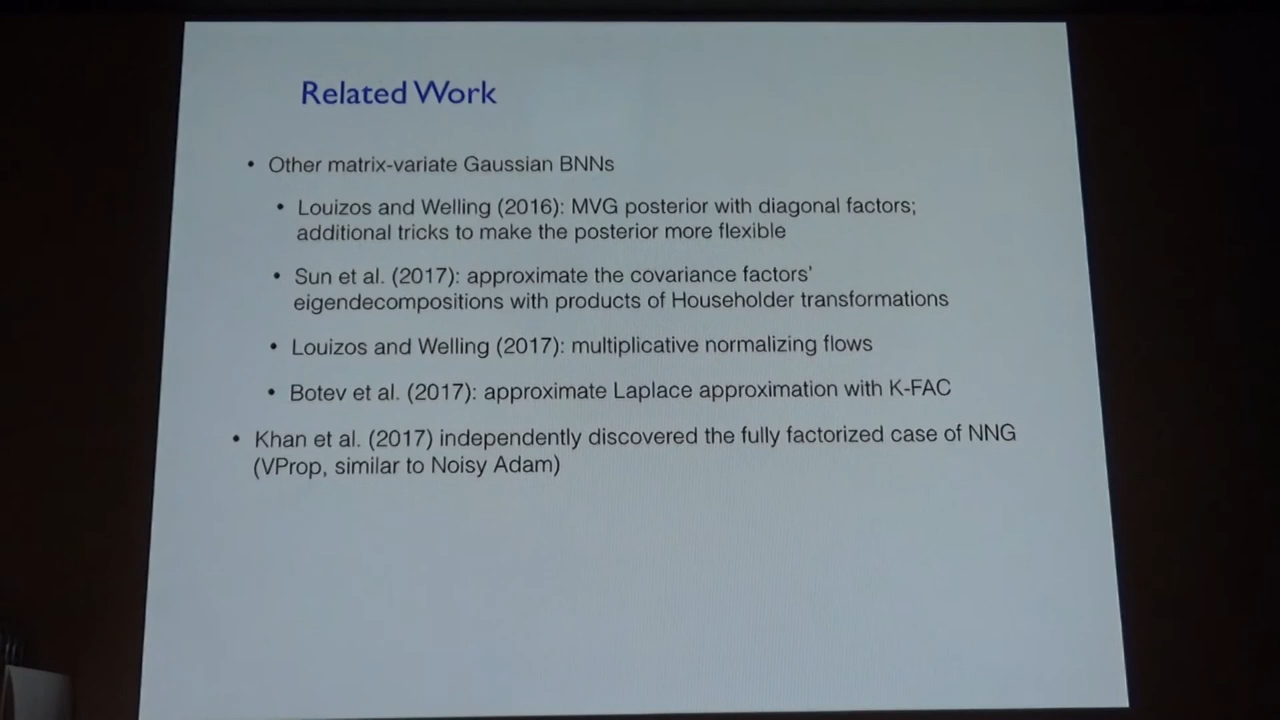 Related Work
• Other matrix-variate Gaussian BNNs
• Louizos and Welling (2016): MVG posterior with diagonal factors;
additional tricks to make the posterior more flexible
• Sun et al. (2017): approximate the covariance factors'
eigendecompositions with products of Householder transformations
• Louizos and Welling (2017): multiplicative normalizing flows
• Botev et al. (2017): approximate Laplace approximation with K-FAC
• Khan et al. (2017) independently discovered the fully factorized case of NNG
(VProp, similar to Noisy Adam)